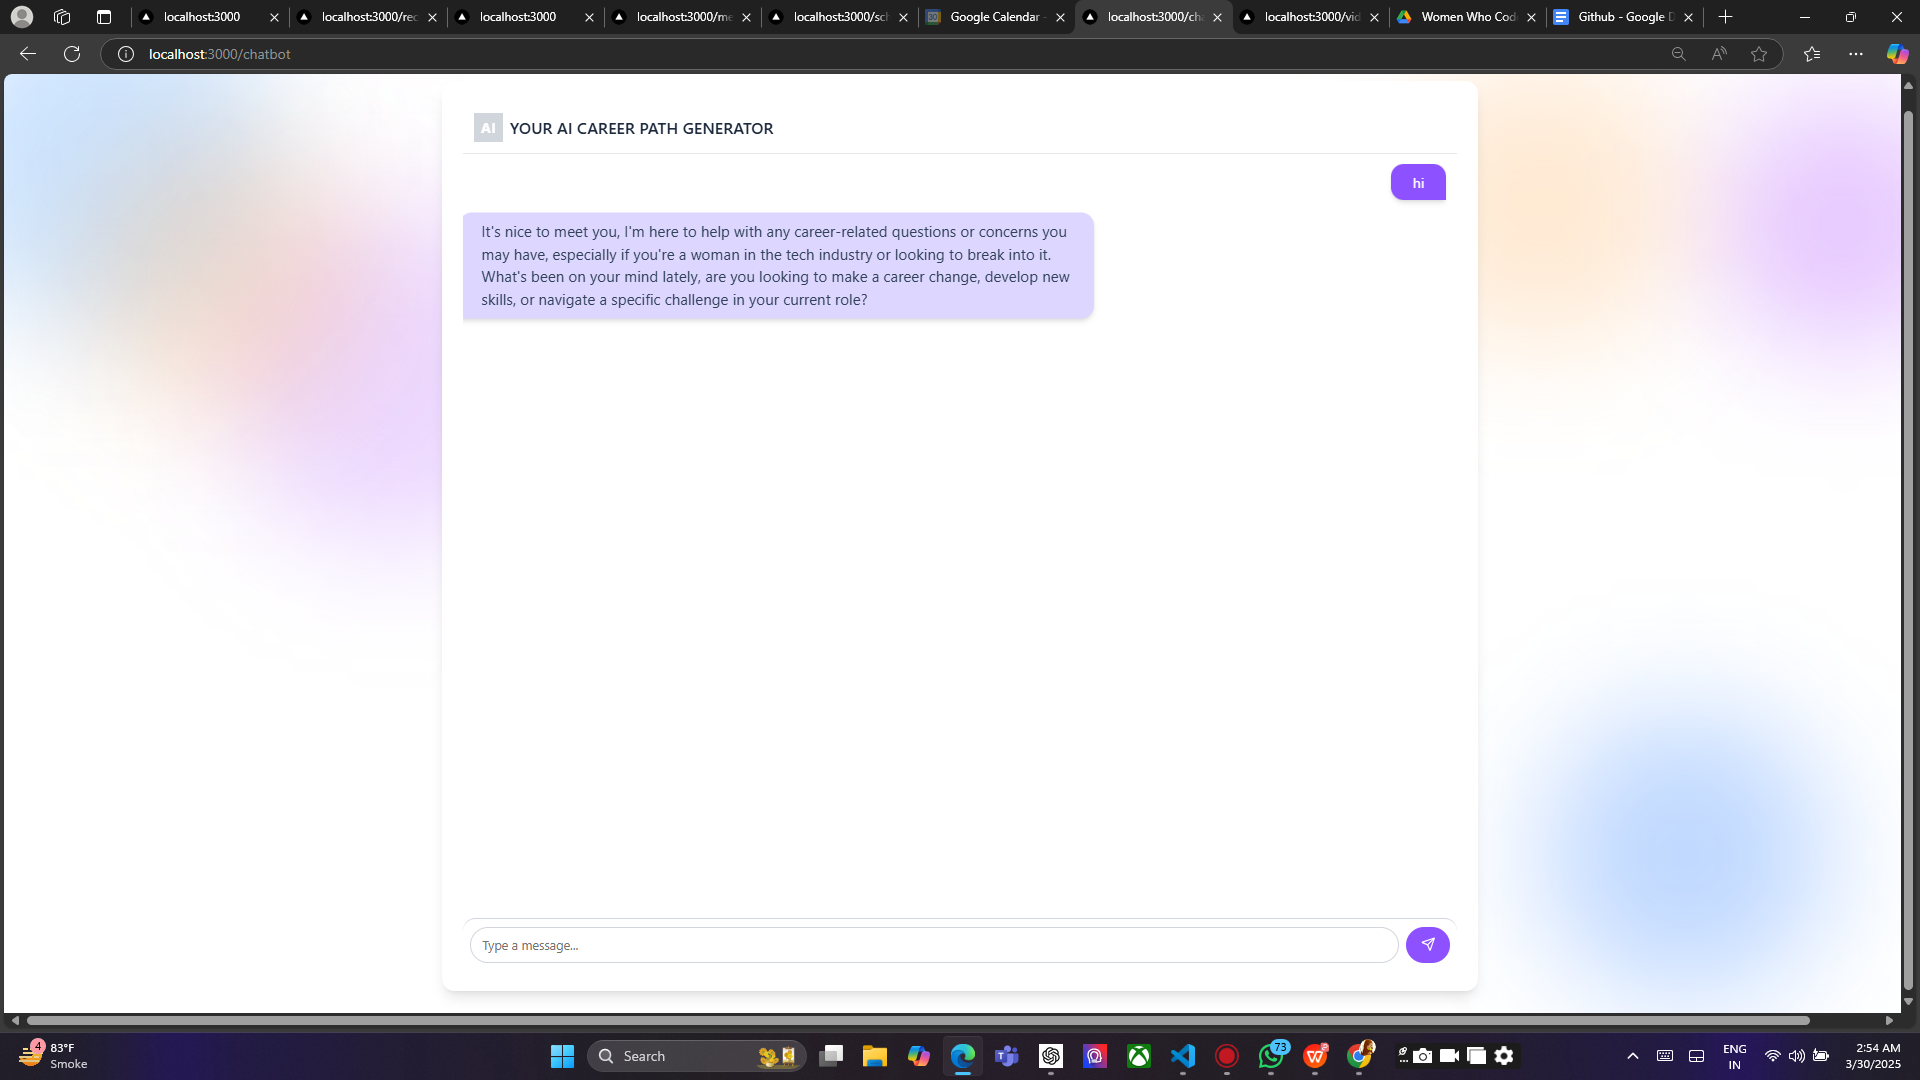 localhost:3000
localhost:3000/rec
localhost:3000
localhost:3000/me
localhost:3000/sch
Google Calendar -
localhost:3000/cha
localhost:3000/vid
Women Who Cod
Github - Google D
localhost:3000/chatbot
AI YOUR AI CAREER PATH GENERATOR
hi
It's nice to meet you, I'm here to help with any career-related questions or concerns you
may have, especially if you're a woman in the tech industry or looking to break into it.
What's been on your mind lately, are you looking to make a career change, develop new
skills, or navigate a specific challenge in your current role?
Type a message...
4
83°F
Smoke
Search
73
ENG
IN
2:54 AM
3/30/2025